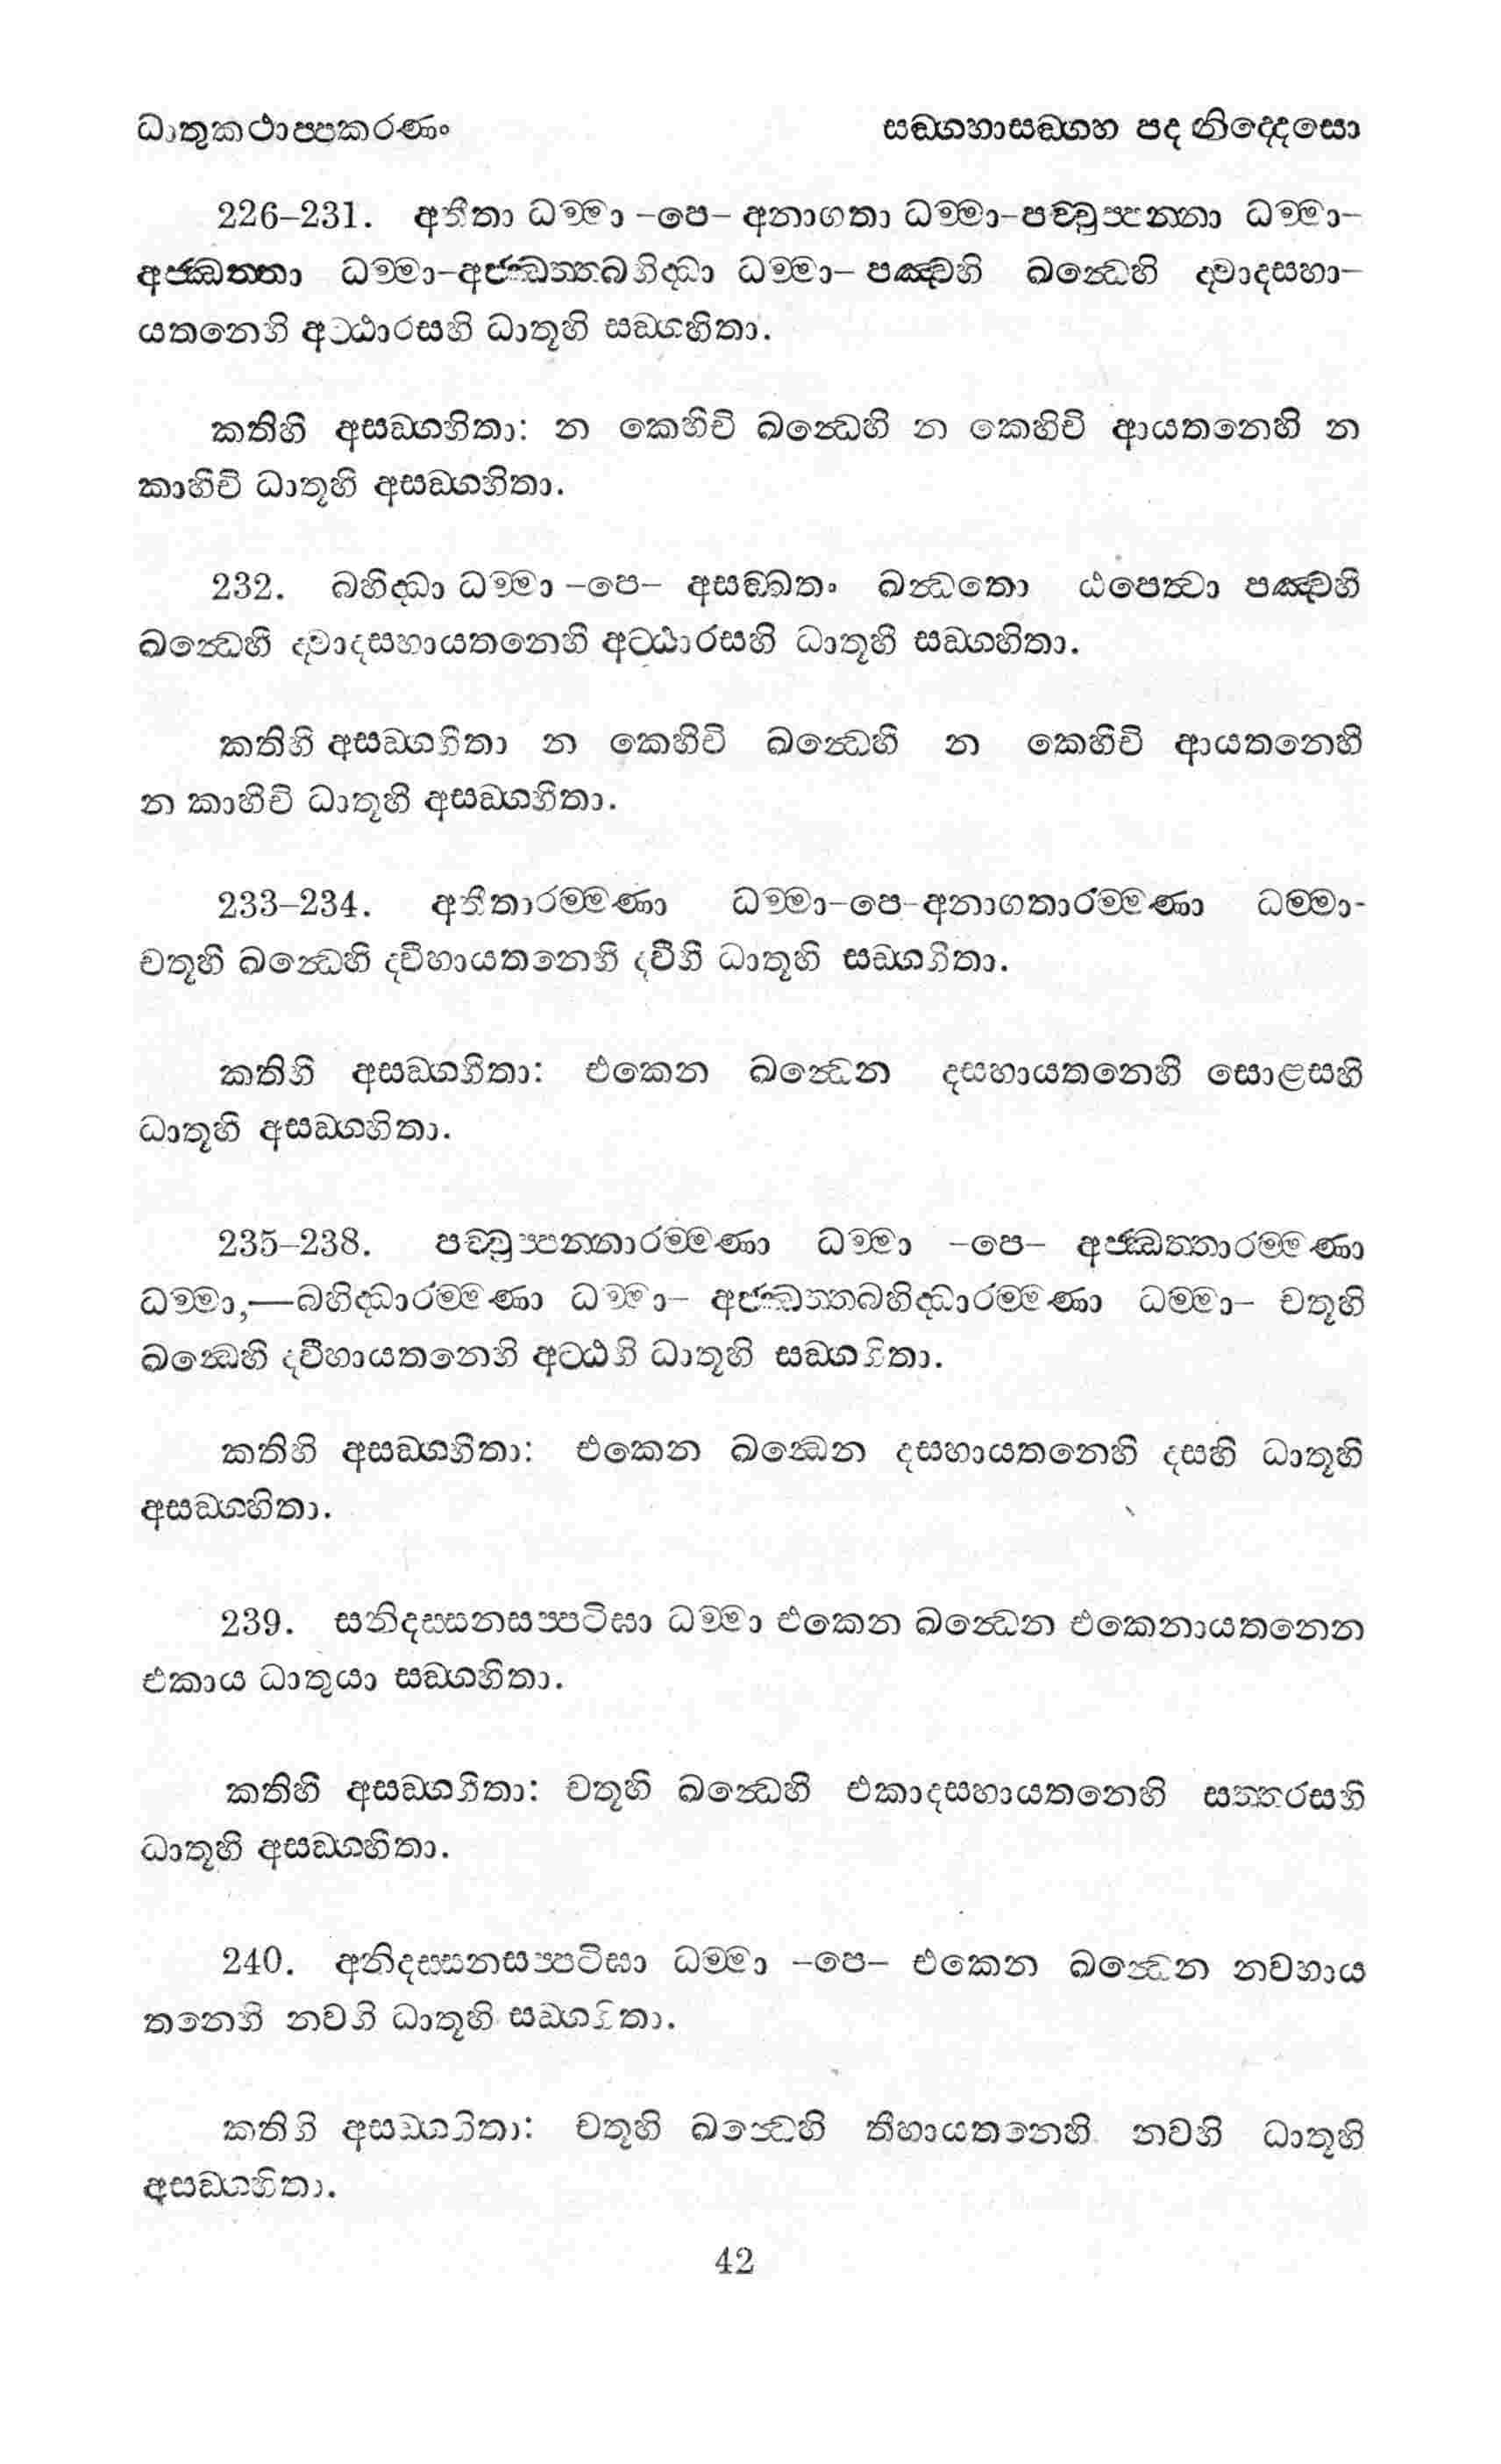 ධාතුකථාප්පකරණං සඞ්ගහාසඞ්ගහ පද නිද්දෙසො
226–231. අතීතා ධම්මා –පෙ– අනාගතා ධම්මා–පච්චුප්පන්නා ධම්මා–
අජ්ඣත්තා ධම්මා–අජ්ඣත්තබහිද්ධා ධම්මා– පඤ්චහි ඛන්ධෙහි ද්වාදසහා–
යතනෙහි අට්ඨාරසහි ධාතූහි සඞ්ගහිතා.
කතිහි අසඞ්ගහිතා: න කෙහිචි ඛන්ධෙහි න කෙහිචි ආයතනෙහි න
කාහිචි ධාතූහි අසඞ්ගහිතා.
232. බහිද්ධා ධම්මා –පෙ– අසඞ්ඛතං ඛන්ධතො ඨපෙත්වා පඤ්චහි
ඛන්ධෙහි ද්වාදසහායතනෙහි අට්ඨාරසහි ධාතූහි සඞ්ගහිතා.
කතිහි අසඞ්ගහිතා න කෙහිචි ඛන්ධෙහි න කෙහිචි ආයතනෙහි
න කාහිචි ධාතූහි අසඞ්ගහිතා.
233–234. අතීතාරම්මණා ධම්මා–පෙ–අනාගතාරම්මණා ධම්මා-
චතූහි ඛන්ධෙහි ද්වීහායතනෙහි ද්වීහි ධාතූහි සඞ්ගහිතා.
කතිහි අසඞ්ගහිතා: එකෙන ඛන්ධෙන දසහායතනෙහි සොළසහි
ධාතූහි අසඞ්ගහිතා.
235–238. පච්චුප්පන්නාරම්මණා ධම්මා –පෙ– අජ්ඣත්තාරම්මණා
ධම්මා,—බහිද්ධාරම්මණා ධම්මා– අජ්ඣත්තබහිද්ධාරම්මණා ධම්මා– චතූහි
ඛන්ධෙහි ද්වීහායතනෙහි අට්ඨහි ධාතූහි සඞ්ගහිතා.
කතිහි අසඞ්ගහිතා: එකෙන ඛන්ධෙන දසහායතනෙහි දසහි ධාතූහි
අසඞ්ගහිතා.
239. සනිදස්සනසප්පටිඝා ධම්මා එකෙන ඛන්ධෙන එකෙනායතනෙන
එකාය ධාතුයා සඞ්ගහිතා.
කතිහි අසඞ්ගහිතා: චතූහි ඛන්ධෙහි එකාදසහායතනෙහි සත්තරසහි
ධාතූහි අසඞ්ගහිතා.
240. අනිදස්සනසප්පටිඝා ධම්මා –පෙ– එකෙන ඛන්ධෙන නවහාය
තනෙහි නවහි ධාතූහි සඞ්ගහිතා.
කතිහි අසඞ්ගහිතා: චතූහි ඛන්ධෙහි තීහායතනෙහි නවහි ධාතූහි
අසඞ්ගහිතා.
42